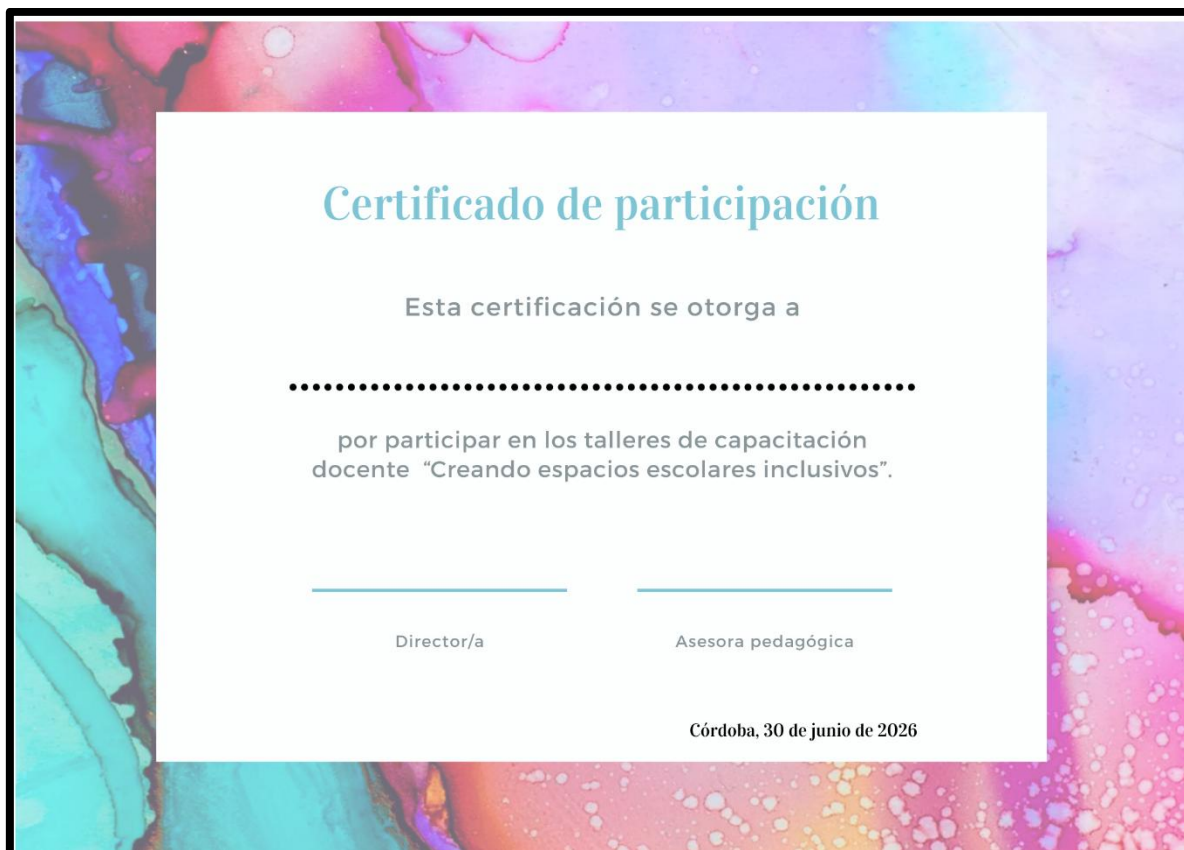 Certificado de participación
Esta certificación se otorga a
por participar en los talleres de capacitación
docente “Creando espacios escolares inclusivos”.
Director/a
Asesora pedagógica
Córdoba, 30 de junio de 2026